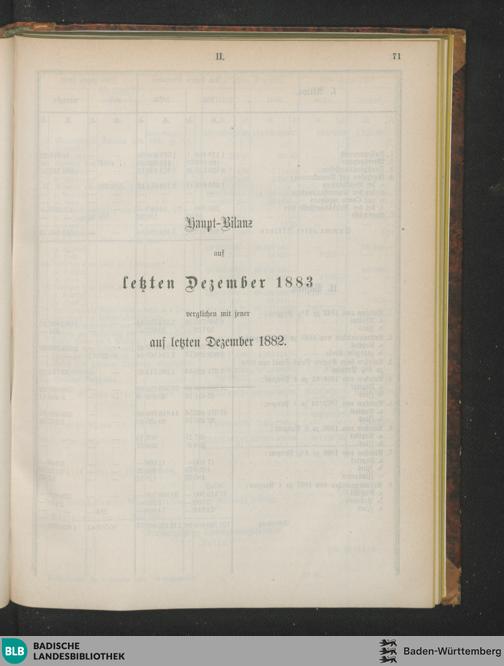 II.
71
Haupt-Bilanz
auf
letzten Dezember 1883
verglichen mit jener
auf letzten Dezember 1882.
BLB
BADISCHE
LANDESBIBLIOTHEK
Baden-Württemberg